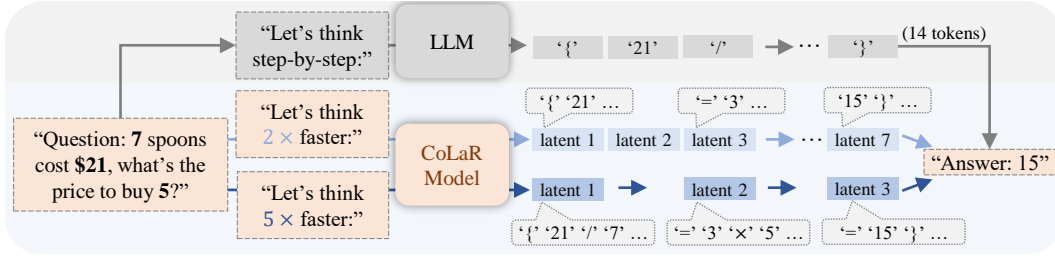 “Let’s think
step-by-step:”
LLM
‘{’ ‘21’ ‘/’ ··· ‘}’ (14 tokens)
“Question: 7 spoons
cost $21, what’s the
price to buy 5?”
“Let’s think
2 × faster:”
“Let’s think
5 × faster:”
CoLaR
Model
‘{’ ‘21’ … ‘=’ ‘3’ … ‘15’ ‘}’ …
latent 1 latent 2 latent 3 ··· latent 7
latent 1 latent 2 latent 3
‘{’ ‘21’ ‘/’ ‘7’ … ‘=’ ‘3’ ‘×’ ‘5’ … ‘=’ ‘15’ ‘}’ …
“Answer: 15”